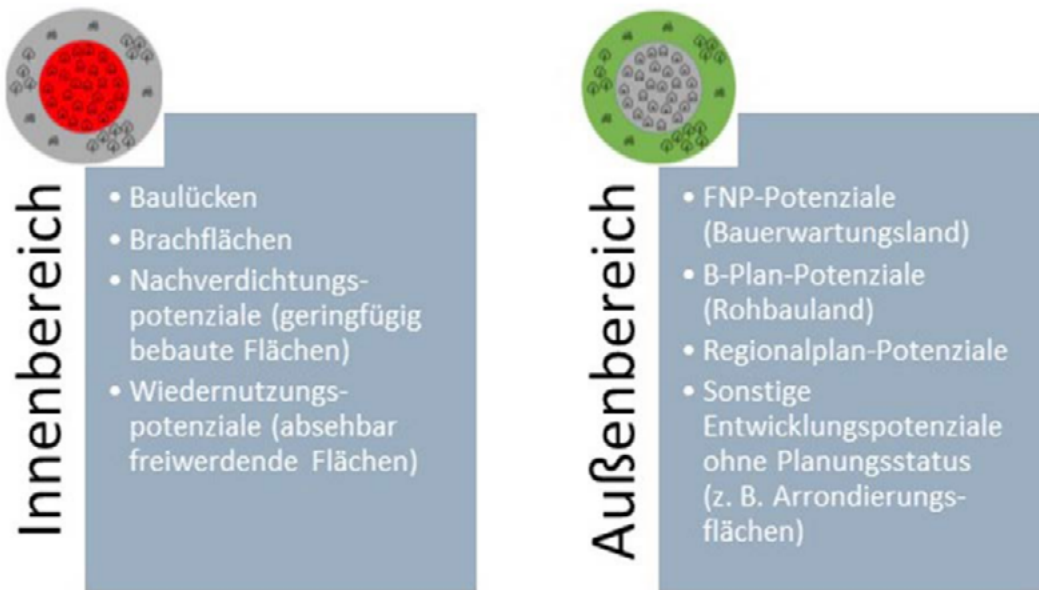 Innenbereich
• Baulücken
• Brachflächen
• Nachverdichtungs-
potenziale (geringfügig
bebaute Flächen)
• Wiedernutzungs-
potenziale (absehbar
freiwerdende Flächen)
Außenbereich
• FNP-Potenziale
(Bauerwartungsland)
• B-Plan-Potenziale
(Rohbauland)
• Regionalplan-Potenziale
• Sonstige
Entwicklungspotenziale
ohne Planungsstatus
(z. B. Arrondierungs-
flächen)